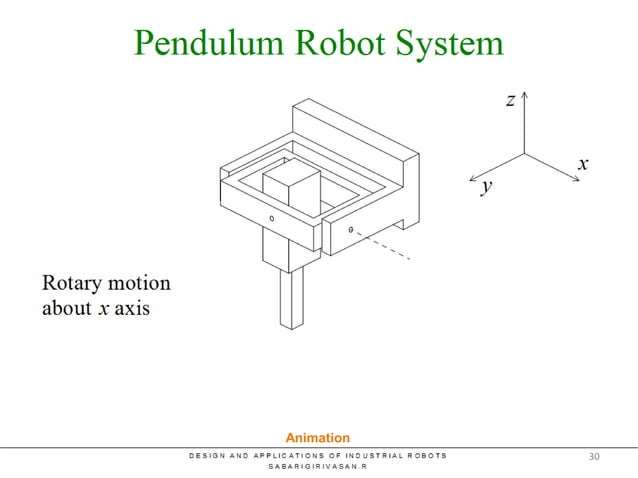 Pendulum Robot System
z
x
y
Rotary motion
about x axis
Animation
DESIGN AND APPLICATIONS OF INDUSTRIAL ROBOTS
SABARIGIRIVASAN.R
30